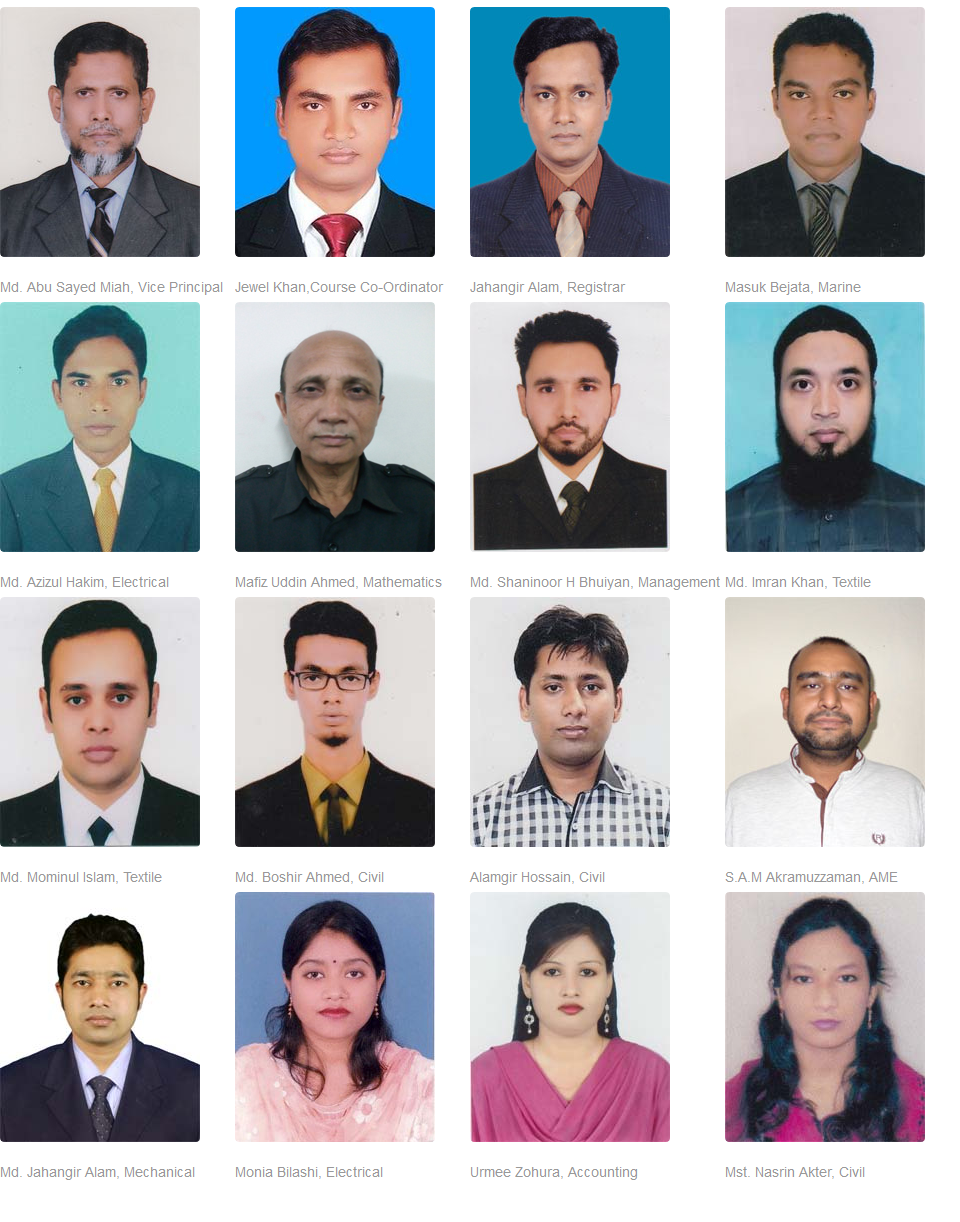 Md. Abu Sayed Miah, Vice Principal
Jewel Khan,Course Co-Ordinator
Jahangir Alam, Registrar
Masuk Bejata, Marine
Md. Azizul Hakim, Electrical
Mafiz Uddin Ahmed, Mathematics
Md. Shaninoor H Bhuiyan, Management
Md. Imran Khan, Textile
Md. Mominul Islam, Textile
Md. Boshir Ahmed, Civil
Alamgir Hossain, Civil
S.A.M Akramuzzaman, AME
Md. Jahangir Alam, Mechanical
Monia Bilashi, Electrical
Urmee Zohura, Accounting
Mst. Nasrin Akter, Civil